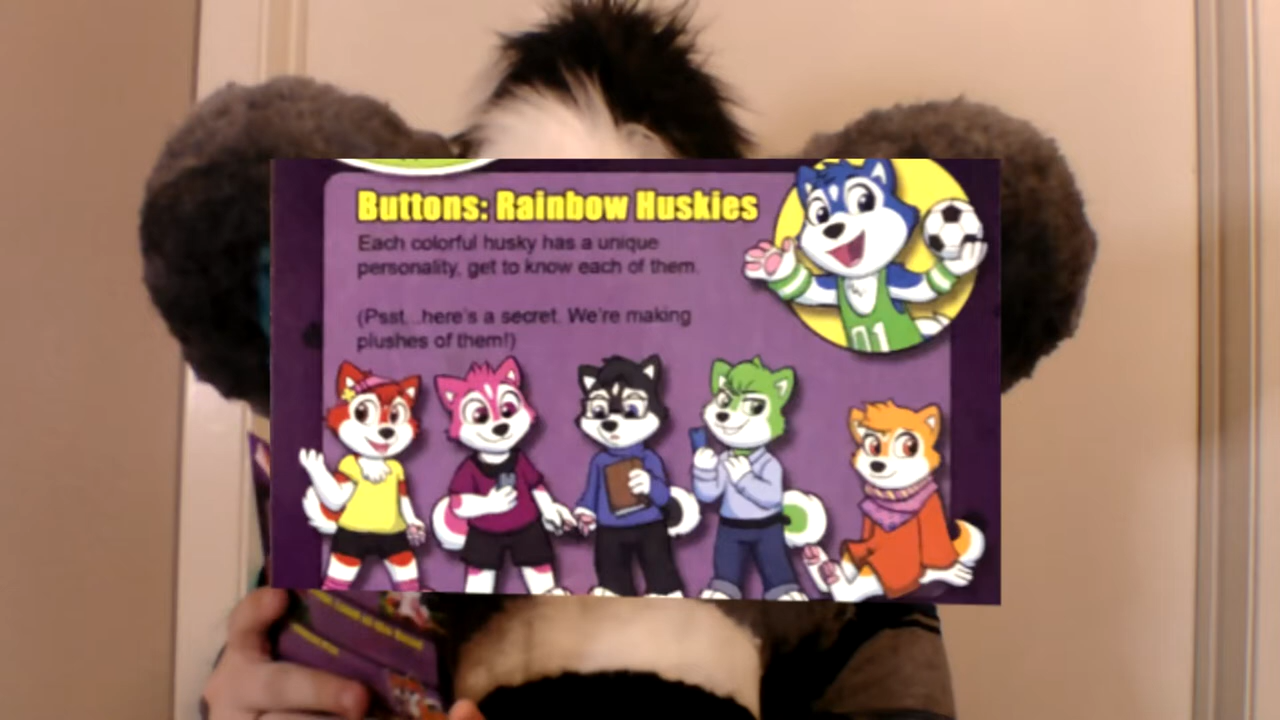 Buttons: Rainbow Huskies
Each colorful husky has a unique
personality, get to know each of them.
(Psst...here's a secret. We're making
plushes of them!)
01